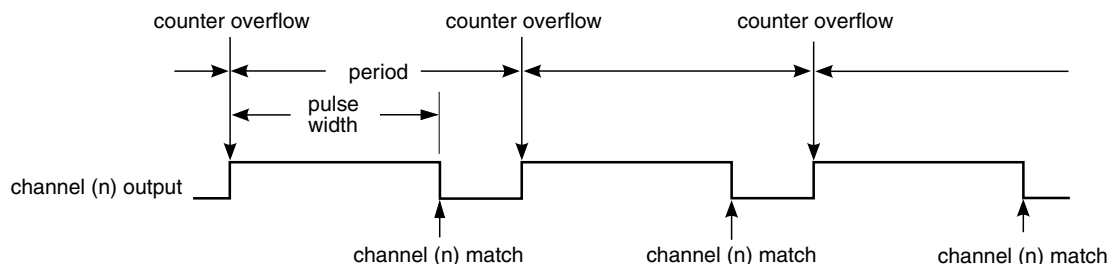 counter overflow
counter overflow
counter overflow
period
pulse
width
channel (n) output
channel (n) match
channel (n) match
channel (n) match